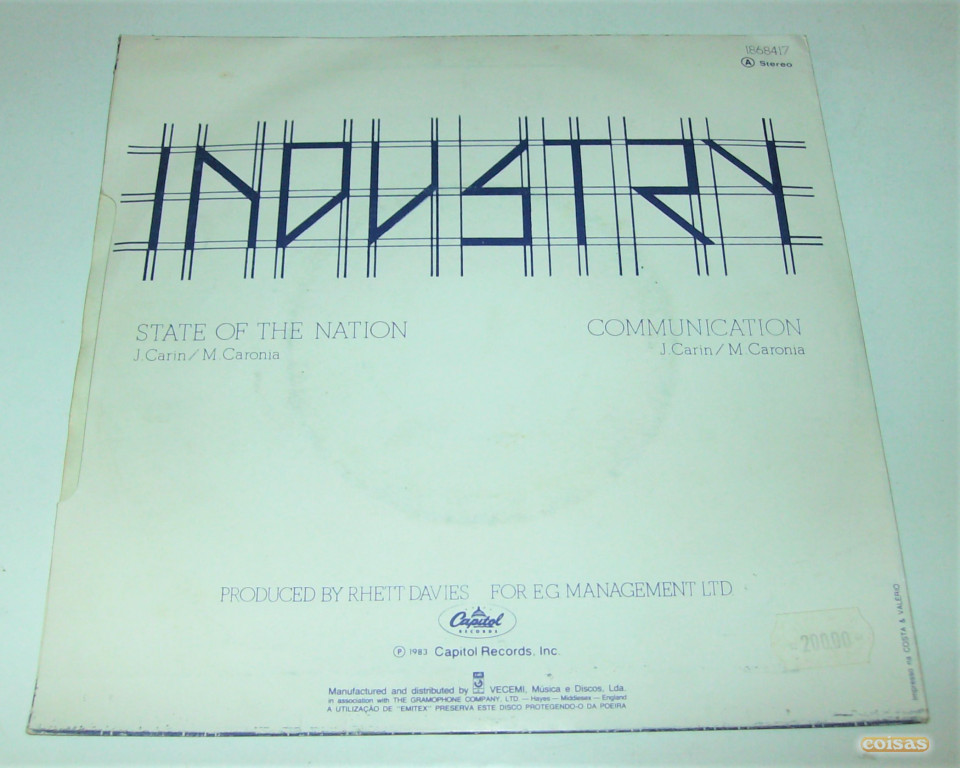 1868417
A Stereo
INDUSTRY
STATE OF THE NATION
J. Carin / M. Caronia
COMMUNICATION
J. Carin / M. Caronia
PRODUCED BY RHETT DAVIES FOR E.G. MANAGEMENT LTD
Capitol
RECORDS
℗ 1983 Capitol Records, Inc.
Manufactured and distributed by VECEMI, Música e Discos, Lda.
in association with THE GRAMOPHONE COMPANY, LTD. — Hayes — Middlesex — England
A UTILIZAÇÃO DE "EMITEX" PRESERVA ESTE DISCO PROTEGENDO-O DA POEIRA
200.00
impresso na COSTA & VALÉRIO
coisas